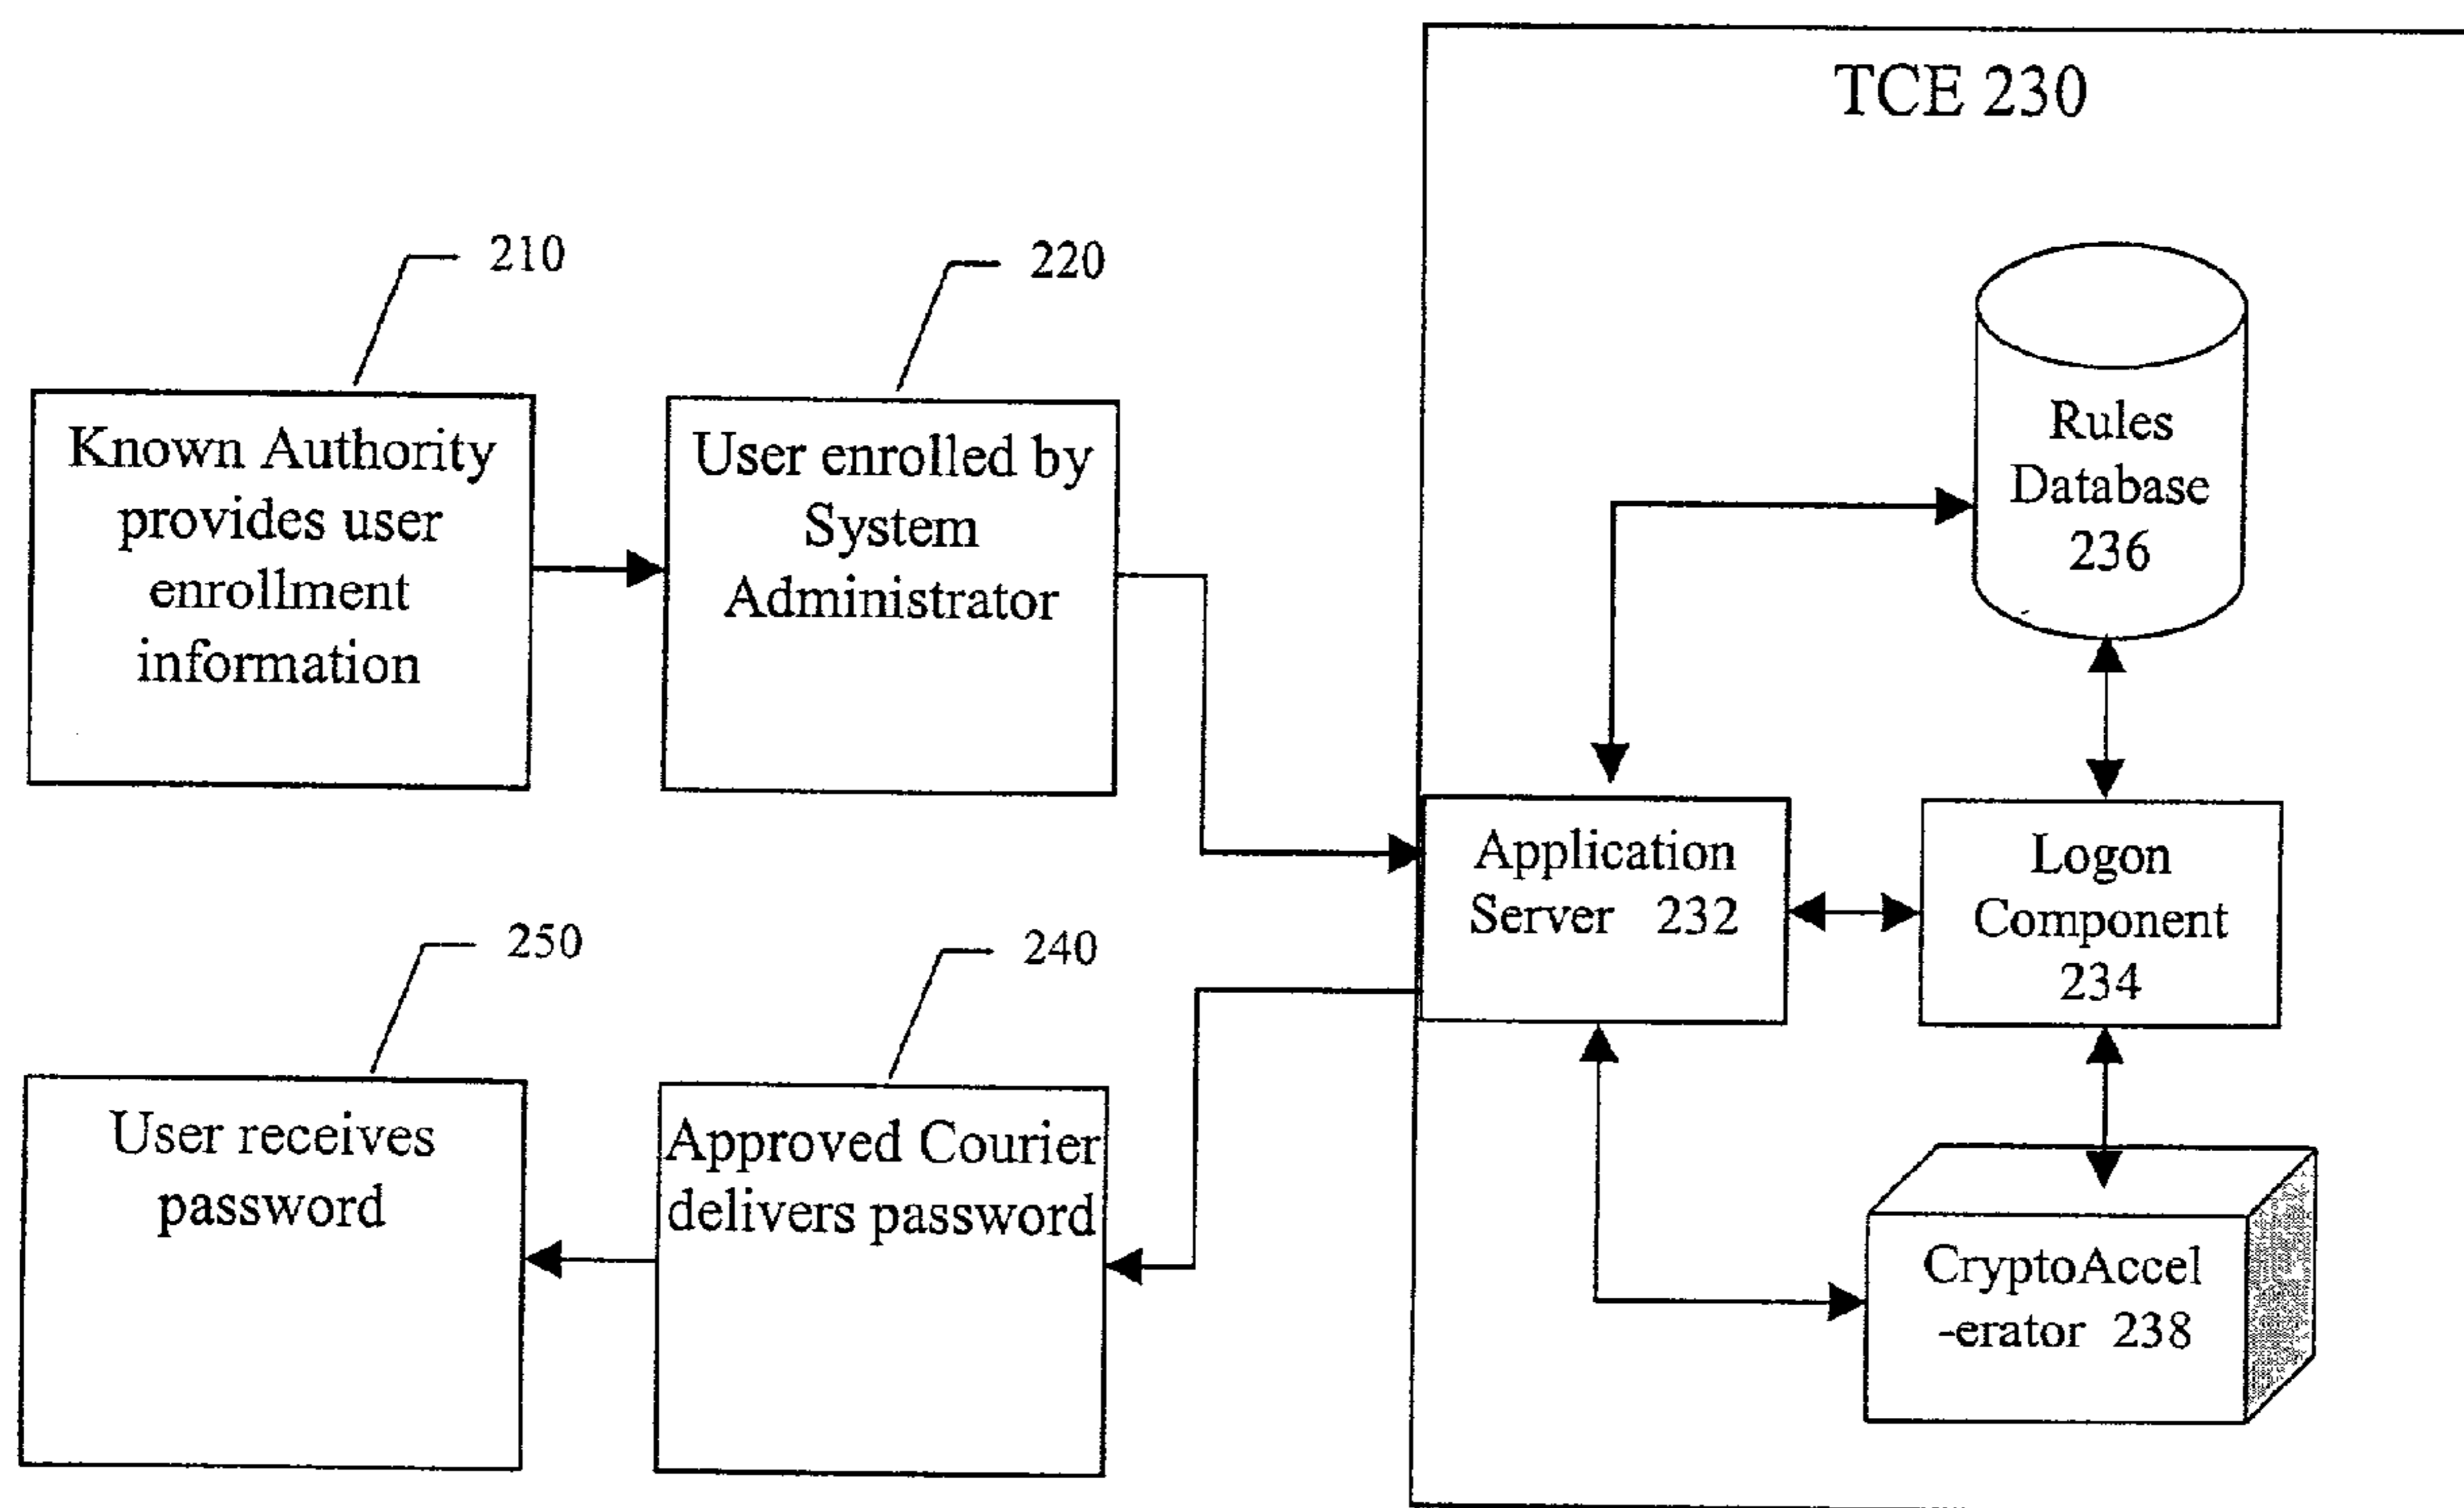 TCE 230
210
220
Known Authority
provides user
enrollment
information
User enrolled by
System
Administrator
Rules
Database
236
Application
Server 232
Logon
Component
234
250
240
User receives
password
Approved Courier
delivers password
CryptoAccel
-erator 238